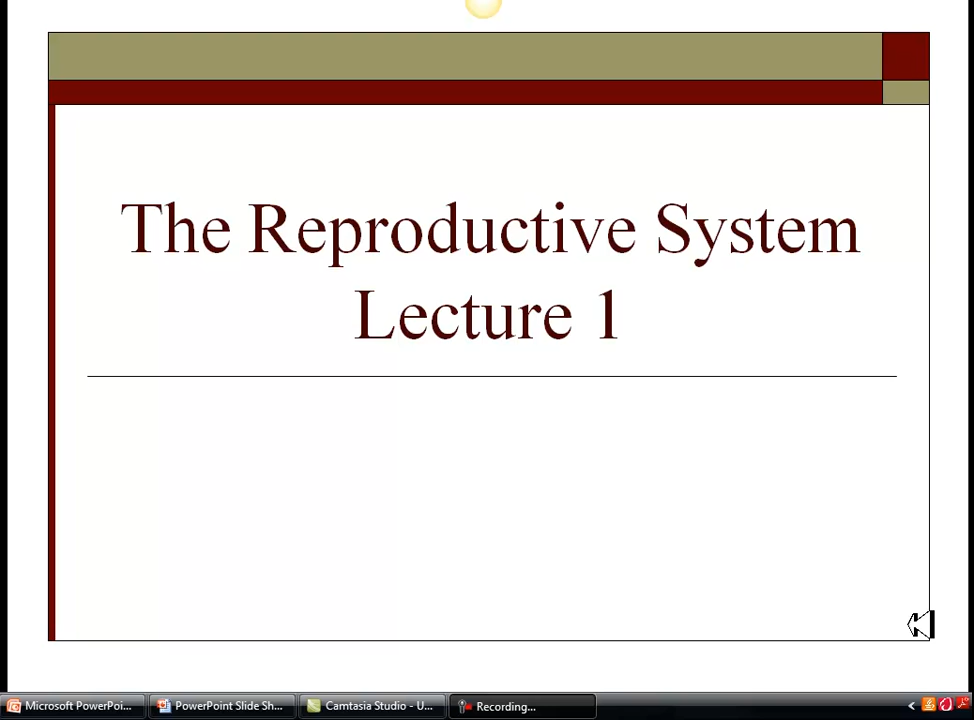 The Reproductive System
Lecture 1
Microsoft PowerPoi...
PowerPoint Slide Sh...
Camtasia Studio - U...
Recording...